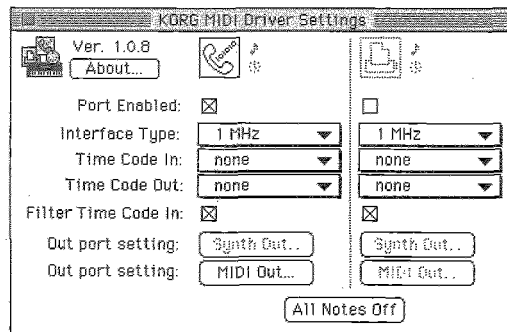 KORG MIDI Driver Settings
Ver. 1.0.8
About...
Port Enabled:
Interface Type: 1 MHz 1 MHz
Time Code In: none none
Time Code Out: none none
Filter Time Code In:
Out port setting: Synth Out.. Synth Out..
Out port setting: MIDI Out... MIDI Out..
All Notes Off